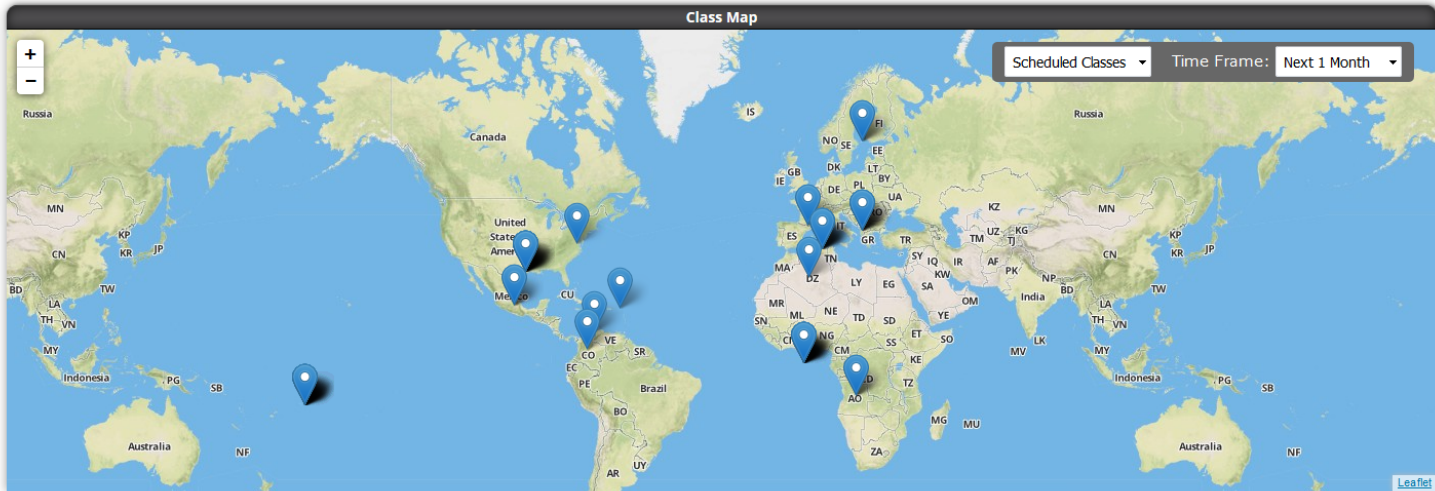 Class Map
+
−
Scheduled Classes
Time Frame:
Next 1 Month
IS
Russia
Canada
Russia
FI
NO
SE
EE
DK
LT
GB
IE
BY
DE
PL
UA
KZ
MN
MN
United
IT
RO
UZ
KG
KP
KP
JP
ES
GR
TR
TM
TJ
JP
KR
KR
CN
CN
MA
TN
SY
IQ
IR
AF
PK
DZ
LY
EG
KW
SA
NP
BD
BD
TW
TW
India
CU
MR
OM
LA
LA
TH
TH
VN
VN
ML
NE
TD
SD
YE
SN
NG
ET
SO
LK
MV
MY
MY
VE
CO
SR
CM
SS
KE
EC
PE
Brazil
TZ
Indonesia
Indonesia
PG
PG
SB
SB
AO
BO
MG
MU
Australia
Australia
NF
NF
ZA
UY
AR
Leaflet